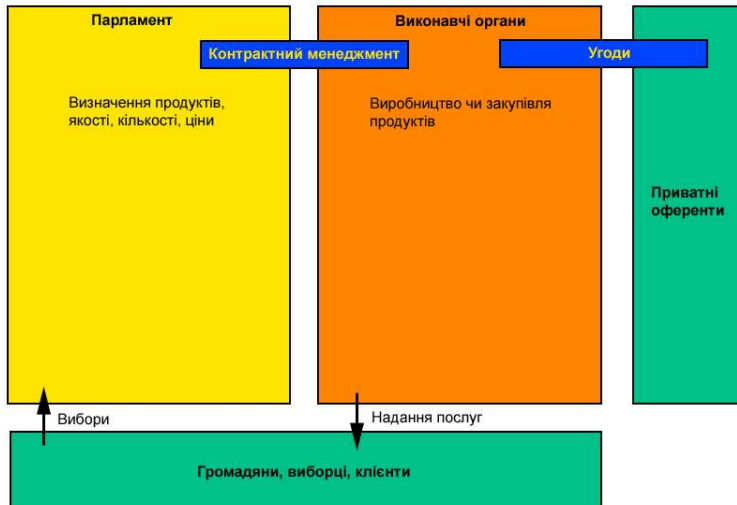 Парламент
Виконавчі органи
Контрактний менеджмент
Угоди
Визначення продуктів,
якості, кількості, ціни
Виробництво чи закупівля
продуктів
Приватні
оференти
Вибори
Надання послуг
Громадяни, виборці, клієнти